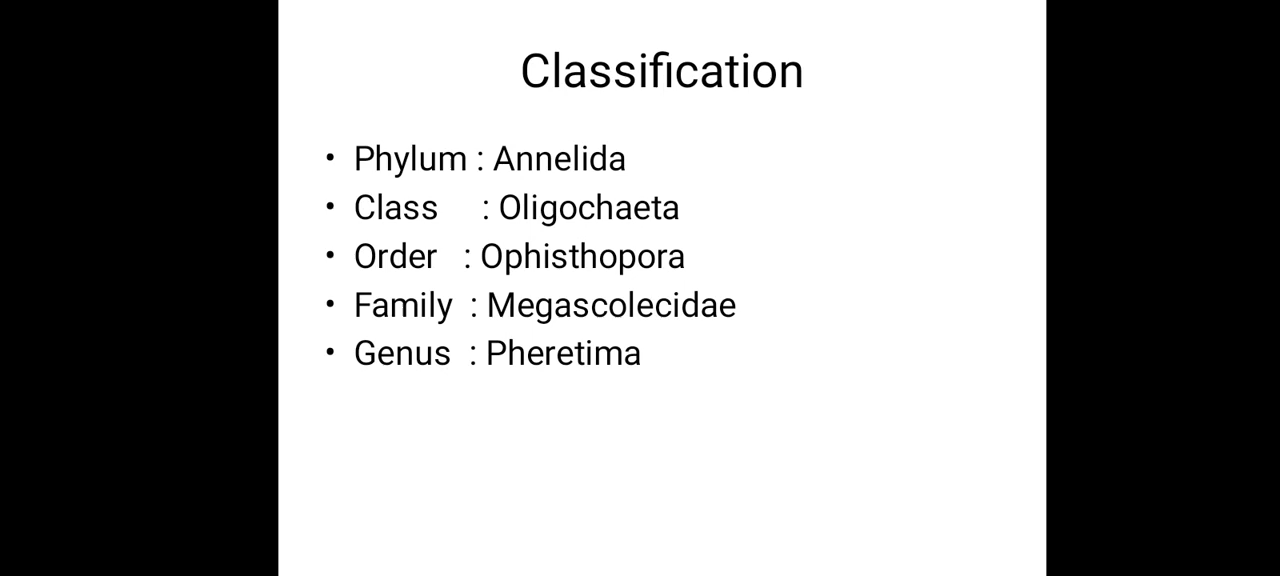 Classification
• Phylum : Annelida
• Class : Oligochaeta
• Order : Ophisthopora
• Family : Megascolecidae
• Genus : Pheretima